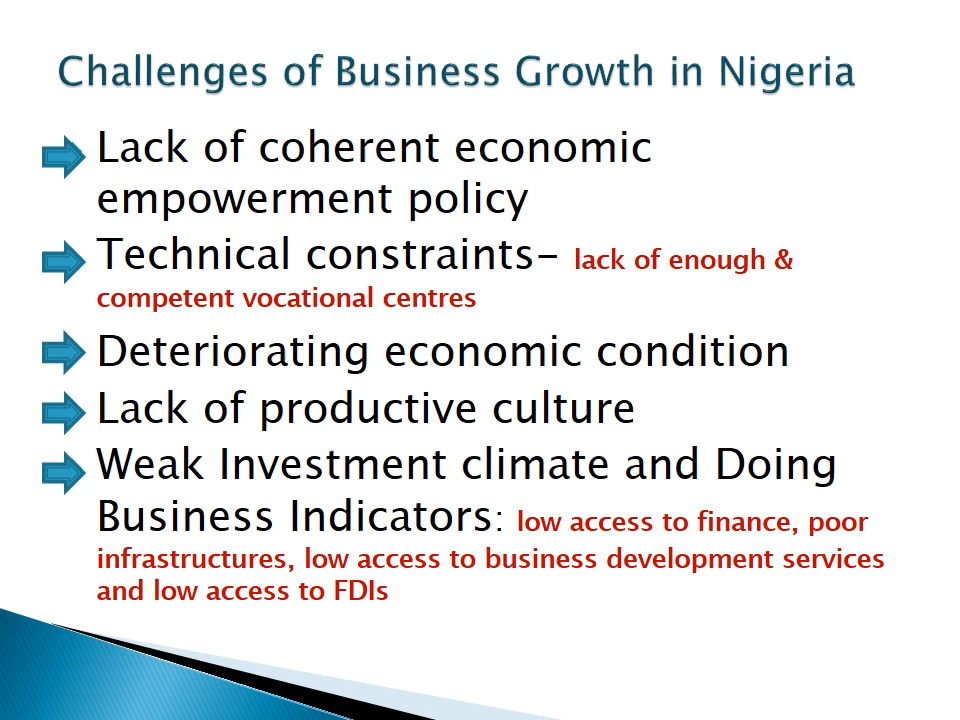 Challenges of Business Growth in Nigeria
Lack of coherent economic
empowerment policy
Technical constraints- lack of enough &
competent vocational centres
Deteriorating economic condition
Lack of productive culture
Weak Investment climate and Doing
Business Indicators: low access to finance, poor
infrastructures, low access to business development services
and low access to FDIs